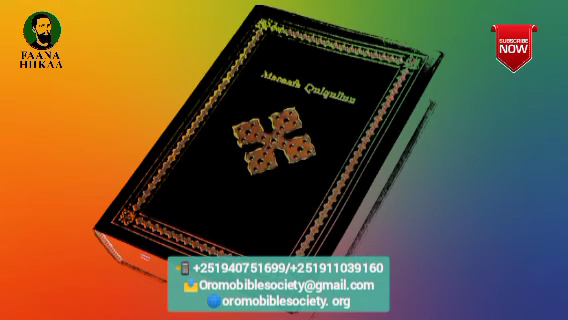 FAANA
HIIKAA
SUBSCRIBE
NOW
Macaafa Qulqulluu
+251940751699/+251911039160
Oromobiblesociety@gmail.com
oromobiblesociety. org